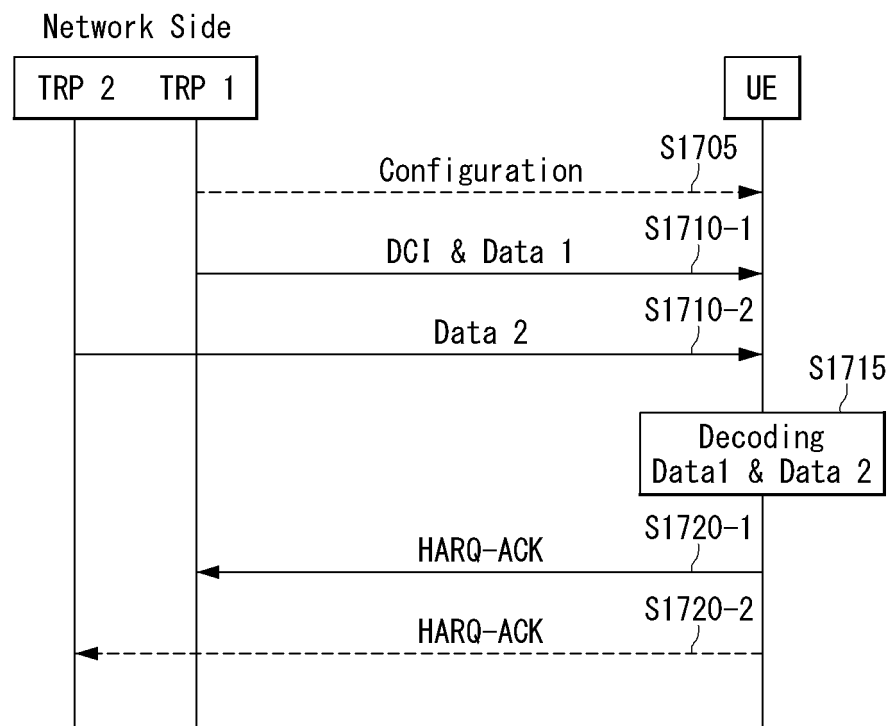 Network Side
TRP 2 TRP 1
UE
S1705
Configuration
S1710-1
DCI & Data 1
S1710-2
Data 2
S1715
Decoding
Data1 & Data 2
S1720-1
HARQ-ACK
S1720-2
HARQ-ACK